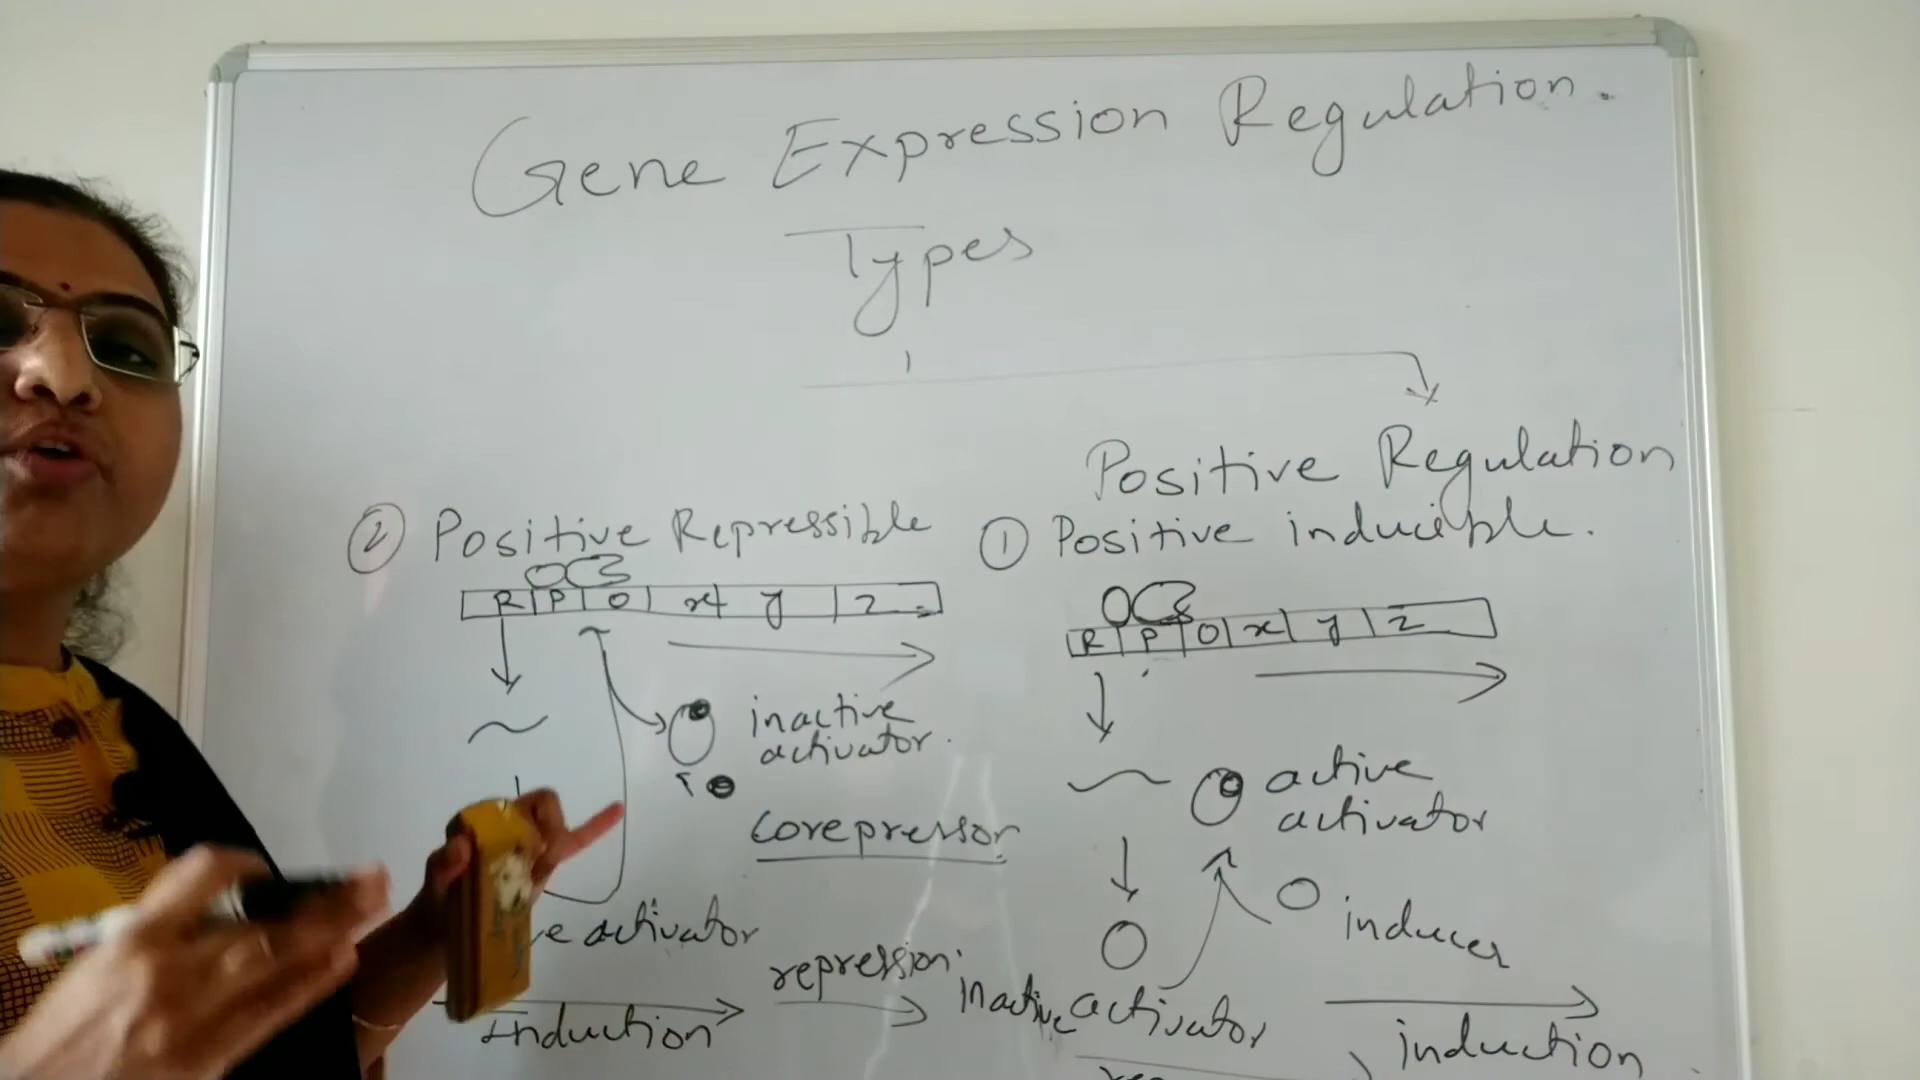 Gene Expression Regulation.
Types
Positive Regulation
② Positive Repressible
R P O x y z
inactive
activator.
corepressor
e activator
Induction
repression.
① Positive inducible.
R P O x y z
active
activator
inducer
Inactive activator
induction